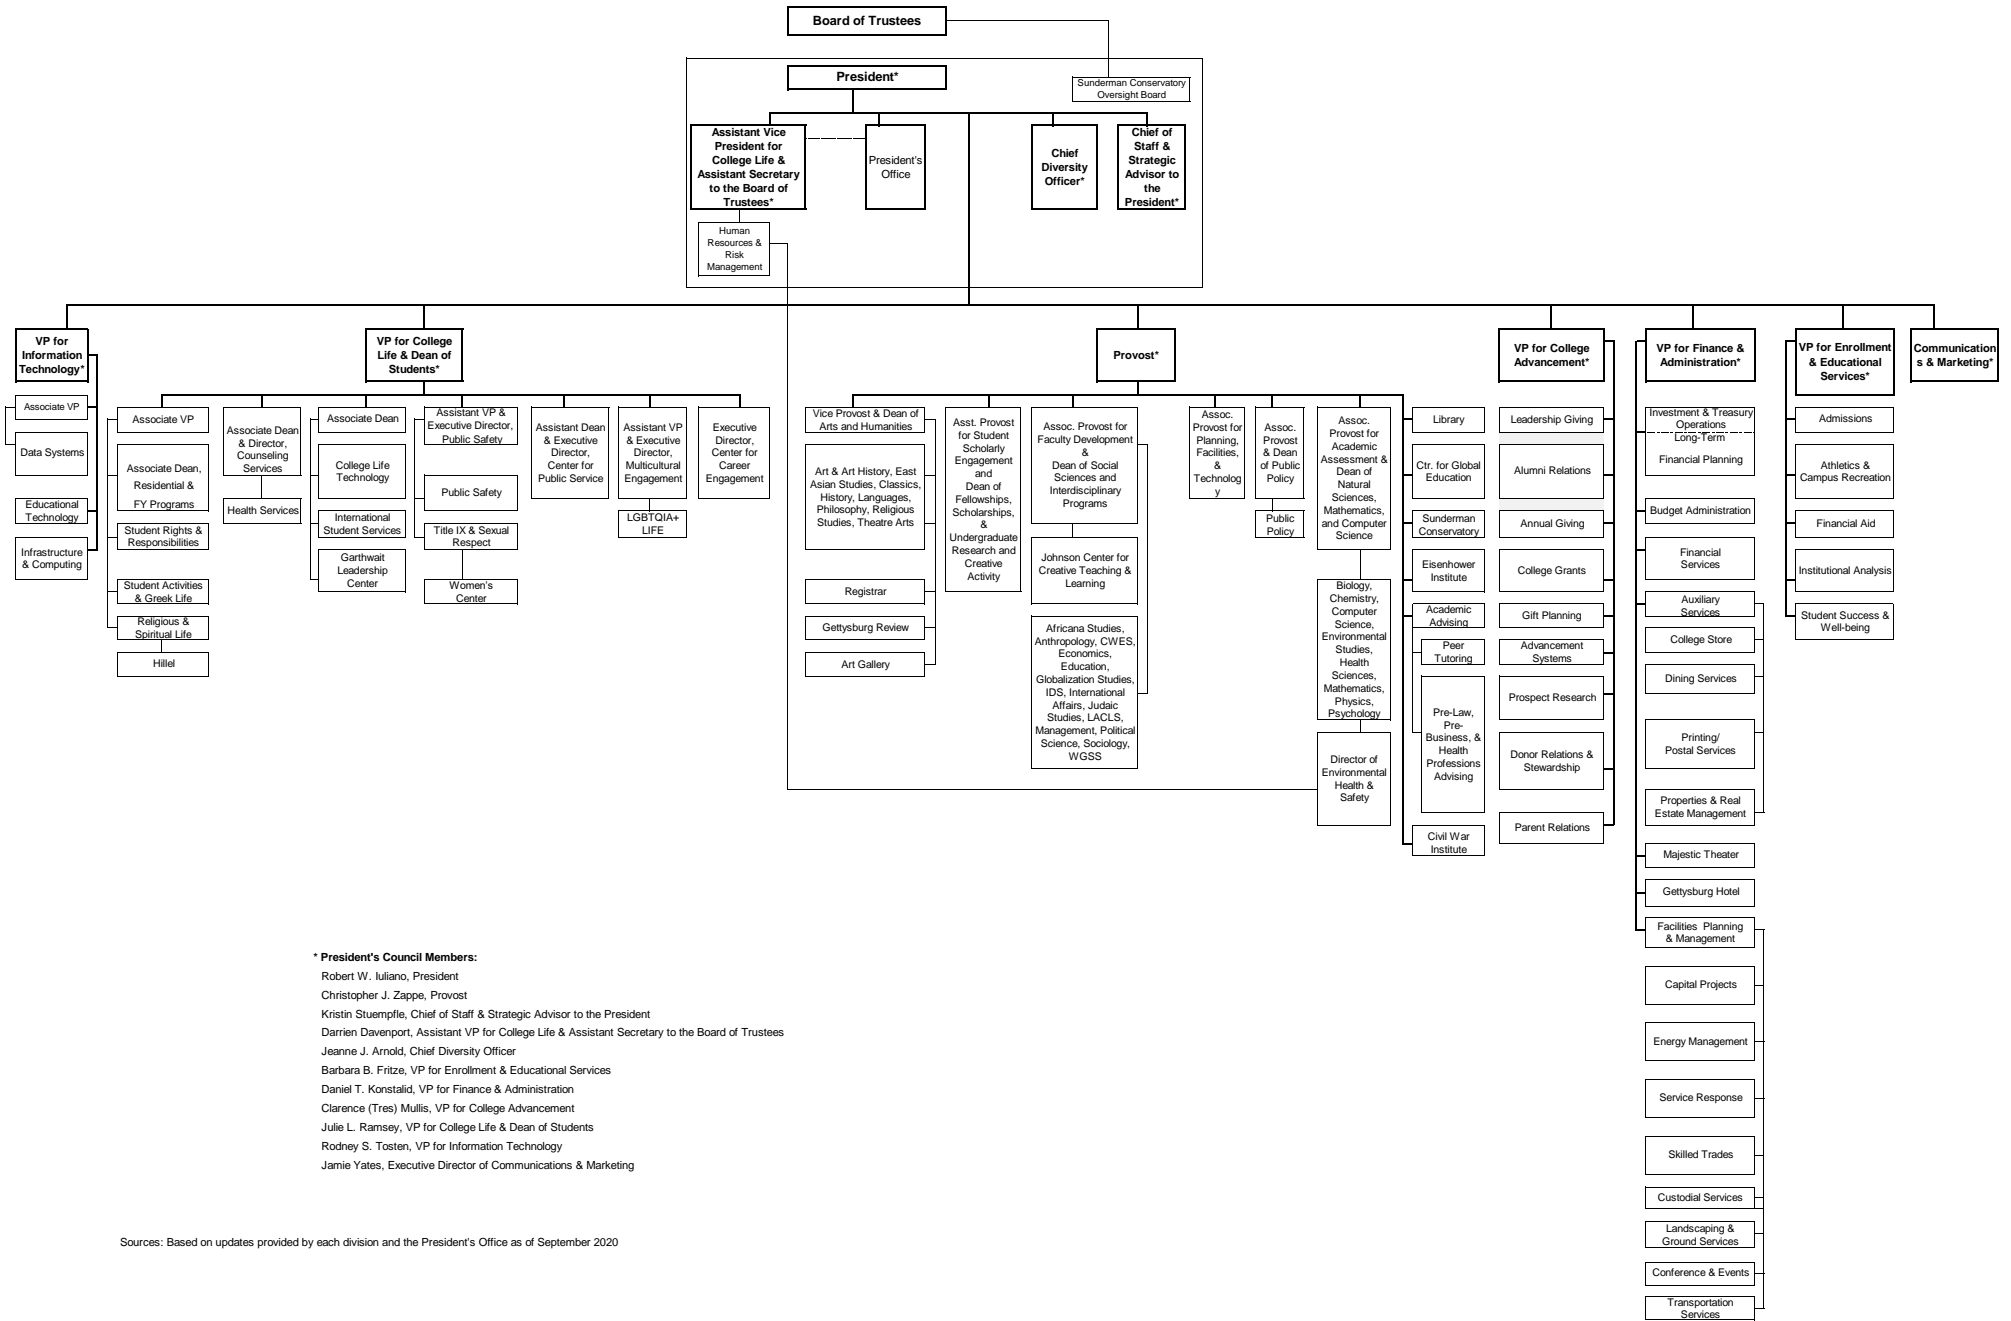 Board of Trustees
President*
Sunderman Conservatory
Oversight Board
Assistant Vice
President for
College Life &
Assistant Secretary
to the Board of
Trustees*
President's
Office
Chief
Diversity
Officer*
Chief of
Staff &
Strategic
Advisor to
the
President*
Human
Resources &
Risk
Management
VP for
Information
Technology*
VP for College
Life & Dean of
Students*
Provost*
VP for College
Advancement*
VP for Finance &
Administration*
VP for Enrollment
& Educational
Services*
Communication
s & Marketing*
Associate VP
Data Systems
Educational
Technology
Infrastructure
& Computing
Associate VP
Associate Dean,
Residential &
FY Programs
Student Rights &
Responsibilities
Student Activities
& Greek Life
Religious &
Spiritual Life
Hillel
Associate Dean
& Director,
Counseling
Services
Health Services
Associate Dean
College Life
Technology
International
Student Services
Garthwait
Leadership
Center
Assistant VP &
Executive Director,
Public Safety
Public Safety
Title IX & Sexual
Respect
Women's
Center
Assistant Dean
& Executive
Director,
Center for
Public Service
Assistant VP
& Executive
Director,
Multicultural
Engagement
LGBTQIA+
LIFE
Executive
Director,
Center for
Career
Engagement
Vice Provost & Dean of
Arts and Humanities
Art & Art History, East
Asian Studies, Classics,
History, Languages,
Philosophy, Religious
Studies, Theatre Arts
Registrar
Gettysburg Review
Art Gallery
Asst. Provost
for Student
Scholarly
Engagement
and
Dean of
Fellowships,
Scholarships,
&
Undergraduate
Research and
Creative
Activity
Assoc. Provost for
Faculty Development
&
Dean of Social
Sciences and
Interdisciplinary
Programs
Johnson Center for
Creative Teaching &
Learning
Africana Studies,
Anthropology, CWES,
Economics,
Education,
Globalization Studies,
IDS, International
Affairs, Judaic
Studies, LACLS,
Management, Political
Science, Sociology,
WGSS
Assoc.
Provost for
Planning,
Facilities,
&
Technolog
y
Assoc.
Provost
& Dean
of Public
Policy
Public
Policy
Assoc.
Provost for
Academic
Assessment &
Dean of
Natural
Sciences,
Mathematics,
and Computer
Science
Biology,
Chemistry,
Computer
Science,
Environmental
Studies,
Health
Sciences,
Mathematics,
Physics,
Psychology
Director of
Environmental
Health &
Safety
Library
Ctr. for Global
Education
Sunderman
Conservatory
Eisenhower
Institute
Academic
Advising
Peer
Tutoring
Pre-Law,
Pre-
Business, &
Health
Professions
Advising
Civil War
Institute
Leadership Giving
Alumni Relations
Annual Giving
College Grants
Gift Planning
Advancement
Systems
Prospect Research
Donor Relations &
Stewardship
Parent Relations
Investment & Treasury
Operations
Long-Term
Financial Planning
Budget Administration
Financial
Services
Auxiliary
Services
College Store
Dining Services
Printing/
Postal Services
Properties & Real
Estate Management
Majestic Theater
Gettysburg Hotel
Facilities Planning
& Management
Capital Projects
Energy Management
Service Response
Skilled Trades
Custodial Services
Landscaping &
Ground Services
Conference & Events
Transportation
Services
Admissions
Athletics &
Campus Recreation
Financial Aid
Institutional Analysis
Student Success &
Well-being
* President's Council Members:
Robert W. Iuliano, President
Christopher J. Zappe, Provost
Kristin Stuempfle, Chief of Staff & Strategic Advisor to the President
Darrien Davenport, Assistant VP for College Life & Assistant Secretary to the Board of Trustees
Jeanne J. Arnold, Chief Diversity Officer
Barbara B. Fritze, VP for Enrollment & Educational Services
Daniel T. Konstalid, VP for Finance & Administration
Clarence (Tres) Mullis, VP for College Advancement
Julie L. Ramsey, VP for College Life & Dean of Students
Rodney S. Tosten, VP for Information Technology
Jamie Yates, Executive Director of Communications & Marketing
Sources: Based on updates provided by each division and the President's Office as of September 2020